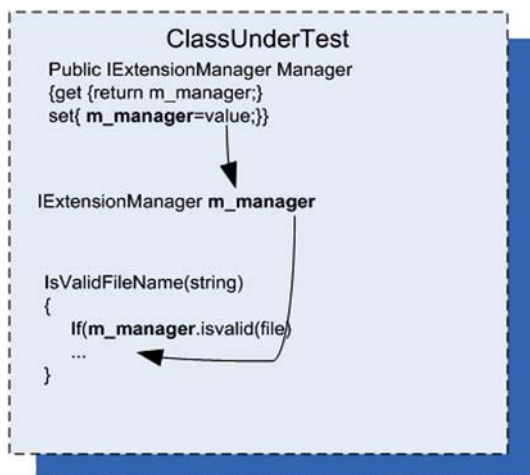 ClassUnderTest
Public IExtensionManager Manager
{get {return m_manager;}
set{ m_manager=value;}}
IExtensionManager m_manager
IsValidFileName(string)
{
If(m_manager.isvalid(file)
...
}